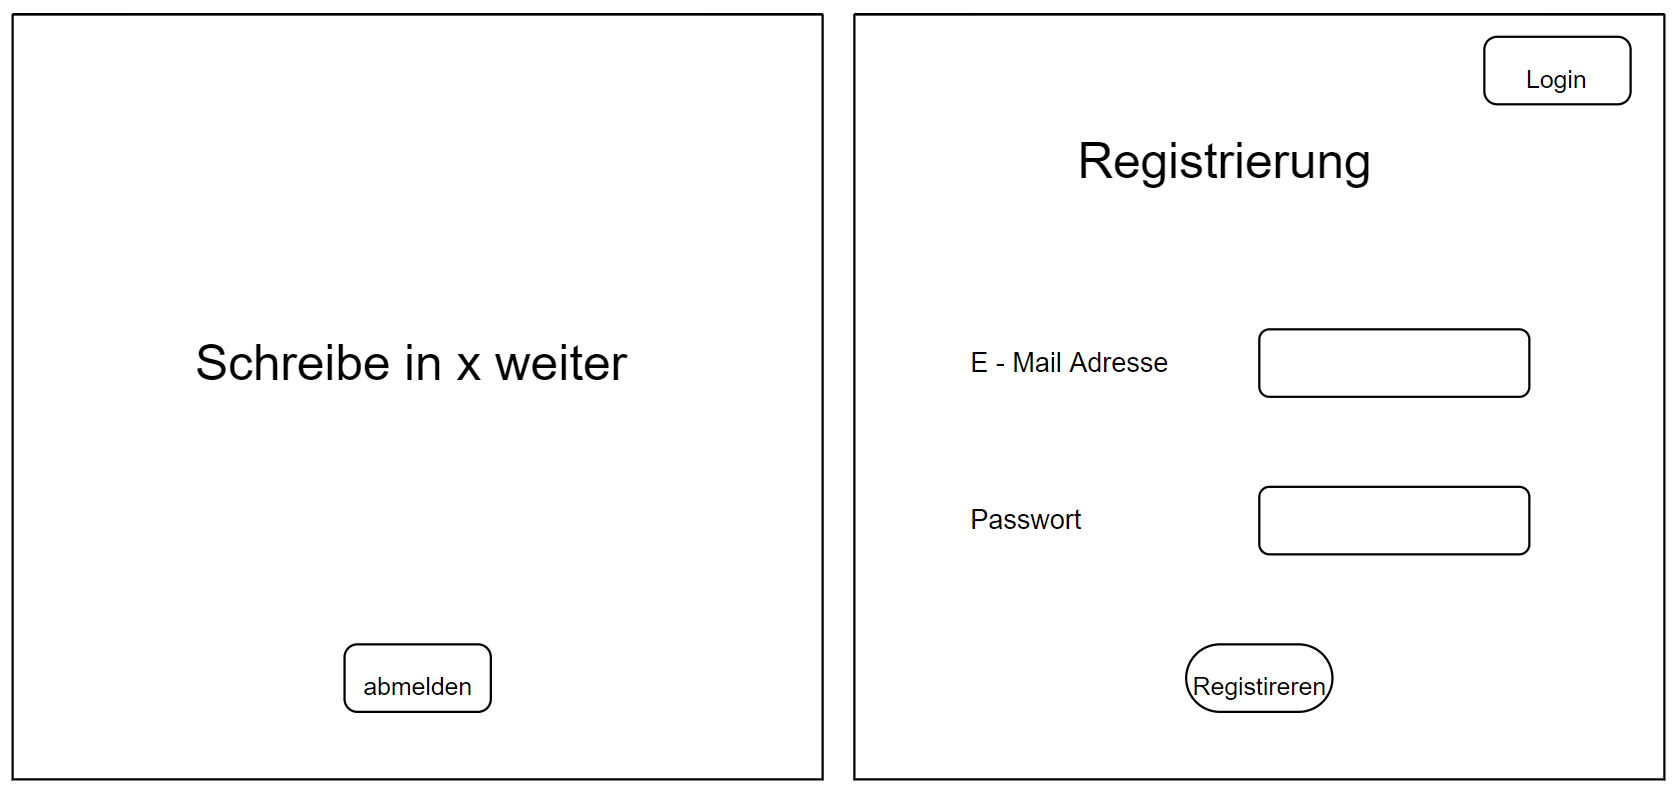 Schreibe in x weiter
abmelden
Login
Registrierung
E - Mail Adresse
Passwort
Registireren